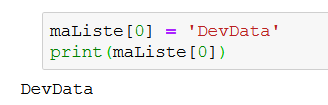 maListe[0] = 'DevData'
print(maListe[0])
DevData